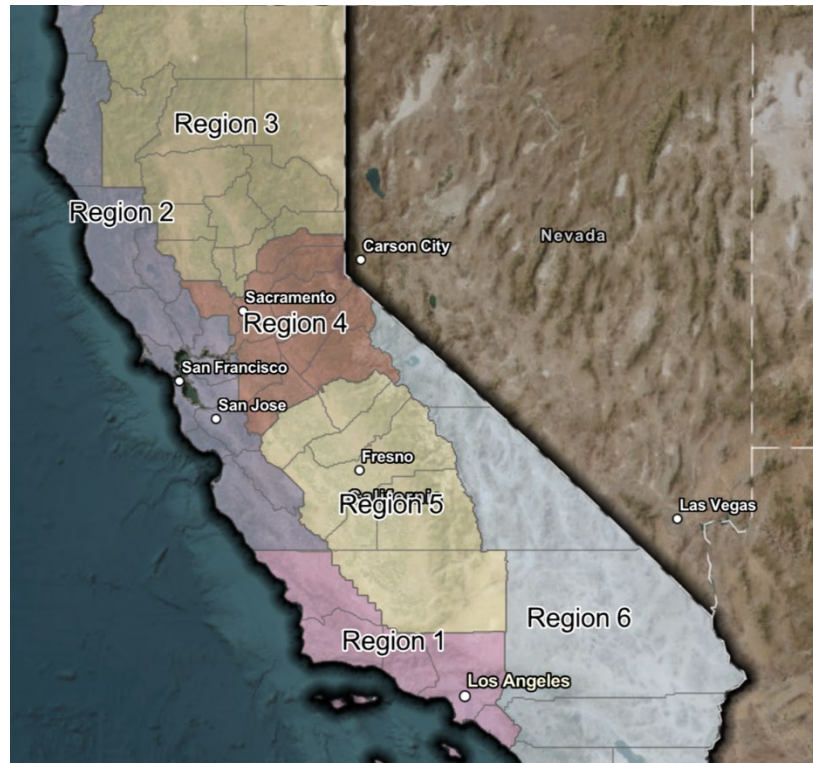 Region 3
Region 2
Carson City
Nevada
Sacramento
Region 4
San Francisco
San Jose
Fresno
California
Region 5
Las Vegas
Region 6
Region 1
Los Angeles